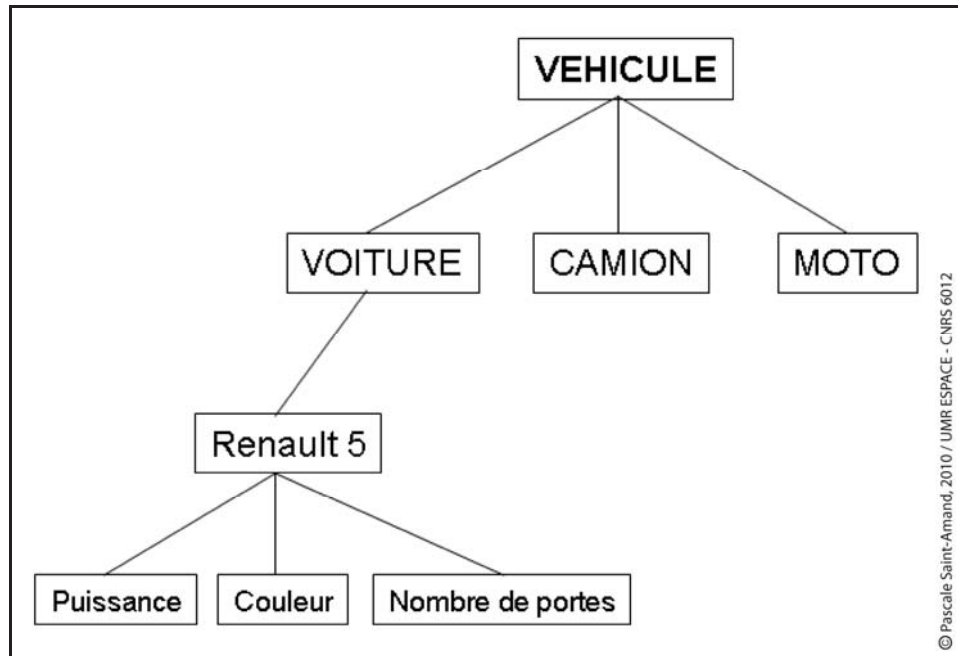 VEHICULE
VOITURE
CAMION
MOTO
Renault 5
Puissance
Couleur
Nombre de portes
© Pascale Saint-Amand, 2010 / UMR ESPACE - CNRS 6012